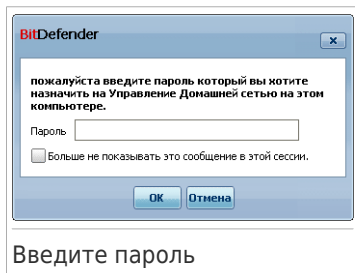 BitDefender
пожалуйста введите пароль который вы хотите
назначить на Управление Домашней сетью на этом
компьютере.
Пароль
Больше не показывать это сообщение в этой сессии.
OK Отмена
Введите пароль